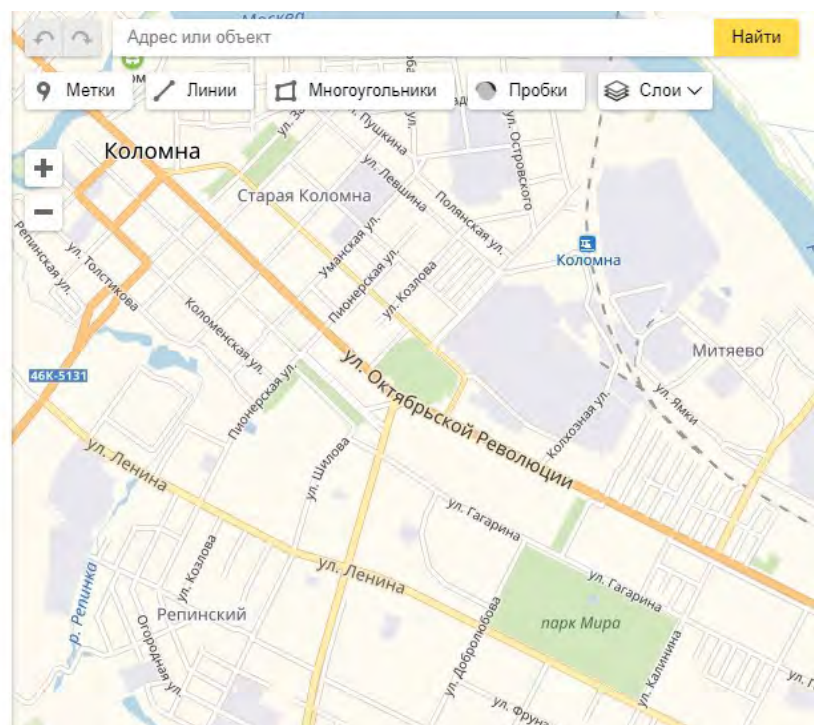 Москва
Адрес или объект
Найти
Метки
Линии
Многоугольники
Пробки
Слои
ул. Пушкина
Коломна
ул. Левшина
ул. Островского
Старая Коломна
Полянская ул.
Уманская ул.
Репинская ул.
ул. Толстикова
Пионерская ул.
Коломна
ул. Козлова
Коломенская ул.
Митяево
46К-5131
ул. Октябрьской Революции
Пионерская ул.
ул. Ямки
Колхозная ул.
ул. Ленина
ул. Шилова
ул. Гагарина
ул. Козлова
ул. Ленина
ул. Гагарина
р. Репинка
Репинский
парк Мира
Огородная ул.
ул. Добролюбова
ул. Калинина